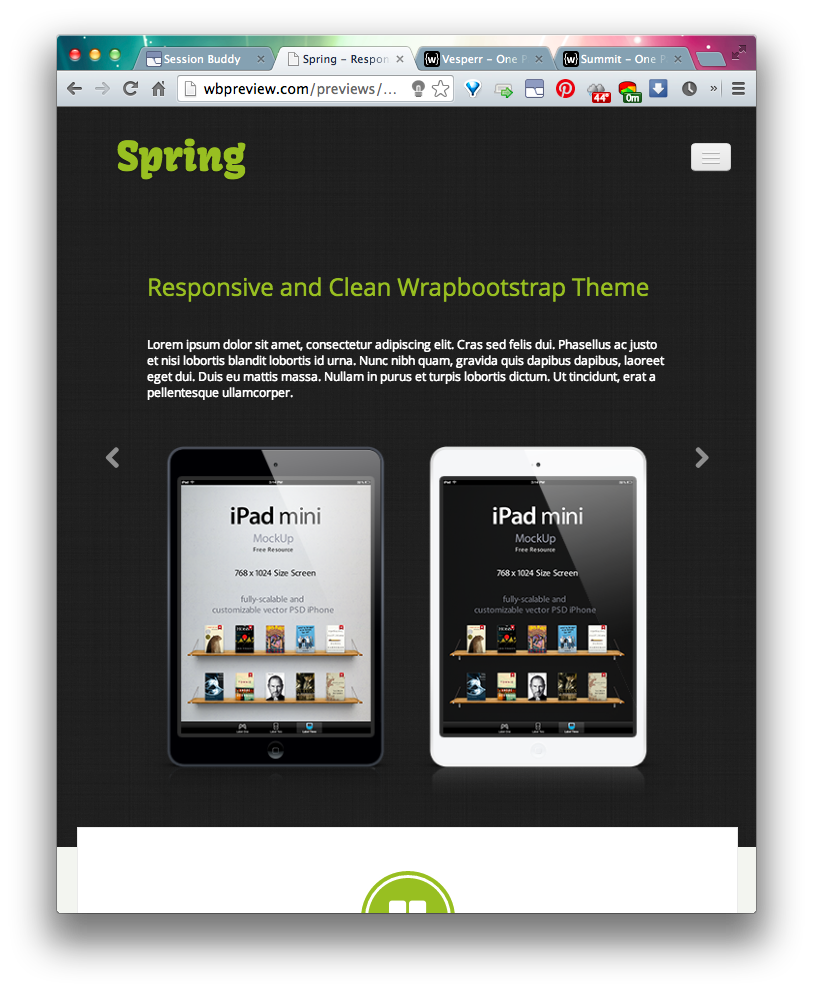 Session Buddy
Spring – Respon
Vesperr – One P
Summit – One P
wbpreview.com/previews/...
44°
0m
»
Spring
Responsive and Clean Wrapbootstrap Theme
Lorem ipsum dolor sit amet, consectetur adipiscing elit. Cras sed felis dui. Phasellus ac justo
et nisi lobortis blandit lobortis id urna. Nunc nibh quam, gravida quis dapibus dapibus, laoreet
eget dui. Duis eu mattis massa. Nullam in purus et turpis lobortis dictum. Ut tincidunt, erat a
pellentesque ullamcorper.
iPad mini
MockUp
Free Resource
768 x 1024 Size Screen
fully-scalable and
customizable vector PSD iPhone
iPad mini
MockUp
Free Resource
768 x 1024 Size Screen
fully-scalable and
customizable vector PSD iPhone